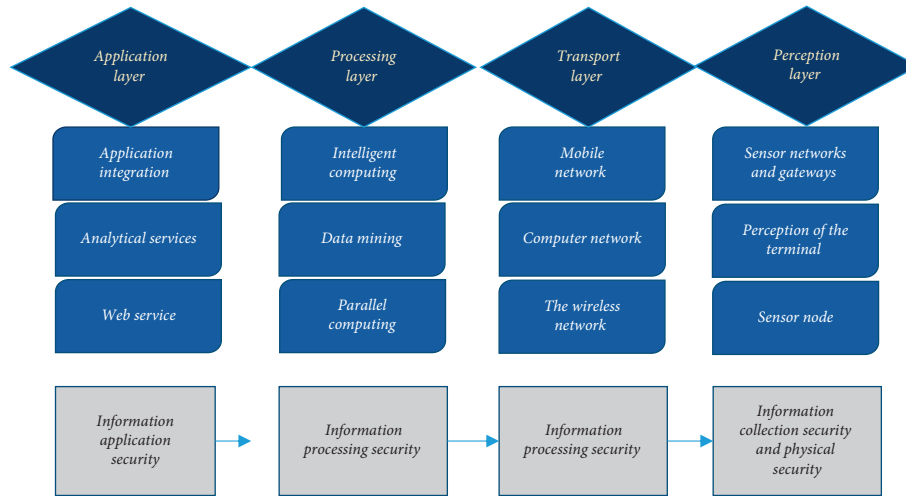 Application
layer
Processing
layer
Transport
layer
Perception
layer
Application
integration
Intelligent
computing
Mobile
network
Sensor networks
and gateways
Analytical services
Data mining
Computer network
Perception of the
terminal
Web service
Parallel
computing
The wireless
network
Sensor node
Information
application
security
Information
processing security
Information
processing security
Information
collection security
and physical
security